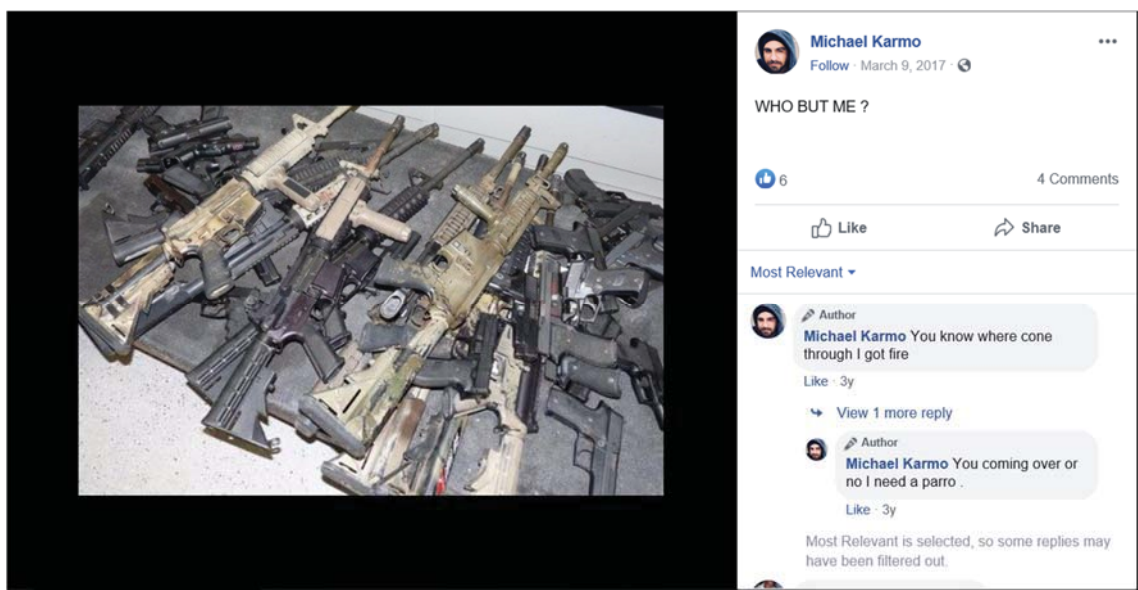 Michael Karmo
Follow · March 9, 2017 ·
WHO BUT ME ?
6
4 Comments
Like
Share
Most Relevant
Author
Michael Karmo You know where cone
through I got fire
Like · 3y
View 1 more reply
Author
Michael Karmo You coming over or
no I need a parro .
Like · 3y
Most Relevant is selected, so some replies may
have been filtered out.